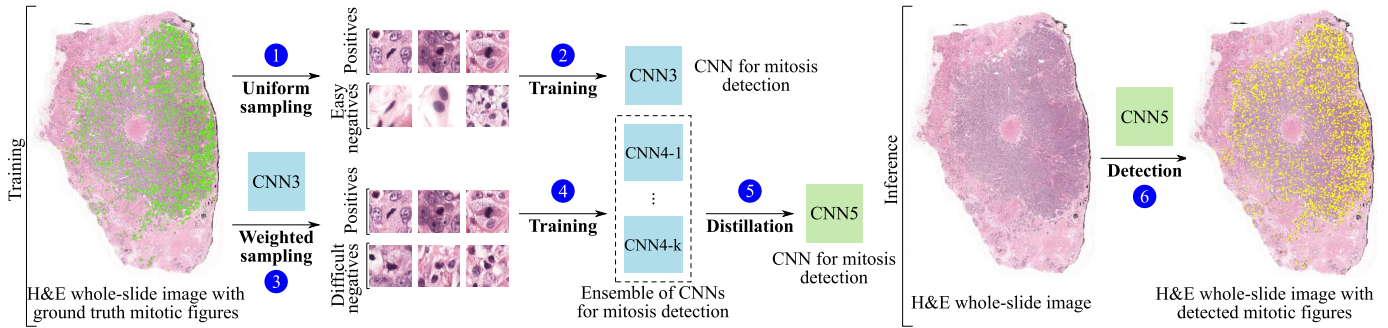 Training
H&E whole-slide image with
ground truth mitotic figures
1
Uniform
sampling
CNN3
Weighted
sampling
3
Positives
Easy
negatives
Positives
Difficult
negatives
2
Training
CNN3
CNN for mitosis
detection
4
Training
CNN4-1
...
CNN4-k
Ensemble of CNNs
for mitosis detection
5
Distillation
CNN5
CNN for mitosis
detection
Inference
H&E whole-slide image
CNN5
Detection
6
H&E whole-slide image with
detected mitotic figures